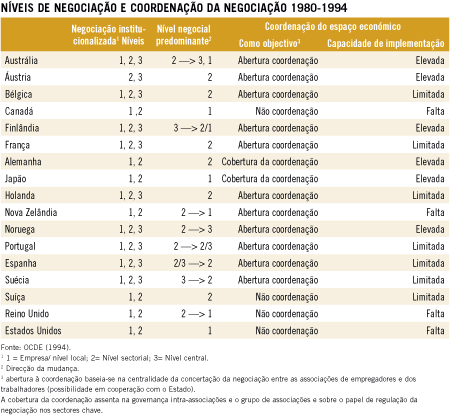 NÍVEIS DE NEGOCIAÇÃO E COORDENAÇÃO DA NEGOCIAÇÃO 1980-1994
Negociação institucionalizada¹ Níveis Nível negocial predominante² Coordenação do espaço económico
Como objectivo³ Capacidade de implementação
Austrália 1, 2, 3 2 —> 3, 1 Abertura coordenação Elevada
Áustria 2, 3 2 Abertura coordenação Elevada
Bélgica 1, 2, 3 2 Abertura coordenação Limitada
Canadá 1 ,2 1 Não coordenação Falta
Finlândia 1, 2, 3 3 —> 2/1 Abertura coordenação Elevada
França 1, 2, 3 2 Abertura coordenação Limitada
Alemanha 1, 2 2 Cobertura da coordenação Elevada
Japão 1, 2 1 Cobertura da coordenação Elevada
Holanda 1, 2, 3 2 Abertura coordenação Limitada
Nova Zelândia 1, 2 2 —> 1 Abertura coordenação Falta
Noruega 1, 2, 3 2 —> 3 Abertura coordenação Elevada
Portugal 1, 2, 3 2 —> 2/3 Abertura coordenação Limitada
Espanha 1, 2, 3 2/3 —> 2 Abertura coordenação Limitada
Suécia 1, 2, 3 3 —> 2 Abertura coordenação Limitada
Suíça 1, 2 2 Não coordenação Limitada
Reino Unido 1, 2 2 —> 1 Não coordenação Falta
Estados Unidos 1, 2 1 Não coordenação Falta
Fonte: OCDE (1994).
¹ 1 = Empresa/ nível local; 2= Nível sectorial; 3= Nível central.
² Direcção da mudança.
³ abertura à coordenação baseia-se na centralidade da concertação da negociação entre as associações de empregadores e dos
trabalhadores (possibilidade em cooperação com o Estado).
A cobertura da coordenação assenta na governança intra-associações e o grupo de associações e sobre o papel de regulação da
negociação nos sectores chave.